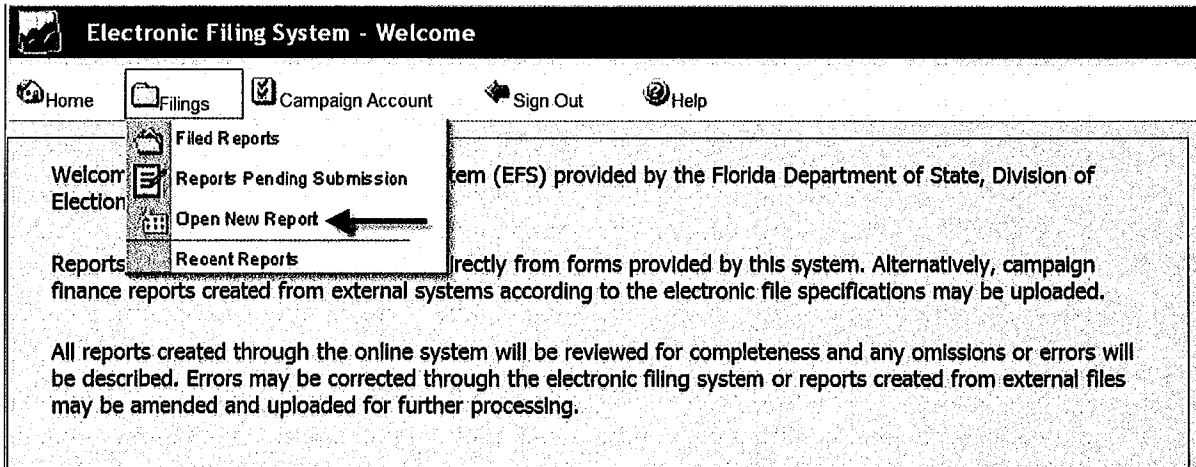 Electronic Filing System - Welcome
Home Filings Campaign Account Sign Out Help
Filed Reports
Reports Pending Submission
Open New Report
Recent Reports
Welcom tem (EFS) provided by the Florida Department of State, Division of
Election
Reports irectly from forms provided by this system. Alternatively, campaign
finance reports created from external systems according to the electronic file specifications may be uploaded.
All reports created through the online system will be reviewed for completeness and any omissions or errors will
be described. Errors may be corrected through the electronic filing system or reports created from external files
may be amended and uploaded for further processing.